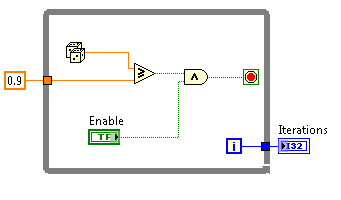 0.9
Enable
TF
i
Iterations
I32